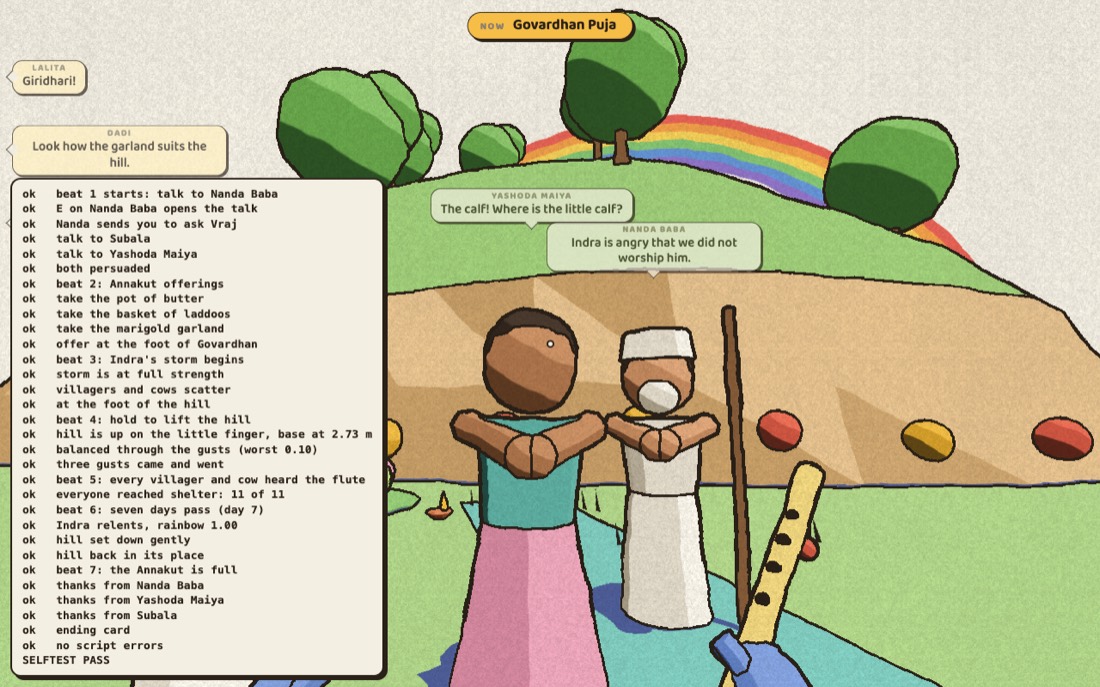 NOW Govardhan Puja
LALITA
Giridhari!
DADI
Look how the garland suits the
hill.
YASHODA MAIYA
The calf! Where is the little calf?
NANDA BABA
Indra is angry that we did not
worship him.
ok beat 1 starts: talk to Nanda Baba
ok E on Nanda Baba opens the talk
ok Nanda sends you to ask Vraj
ok talk to Subala
ok talk to Yashoda Maiya
ok both persuaded
ok beat 2: Annakut offerings
ok take the pot of butter
ok take the basket of laddoos
ok take the marigold garland
ok offer at the foot of Govardhan
ok beat 3: Indra's storm begins
ok storm is at full strength
ok villagers and cows scatter
ok at the foot of the hill
ok beat 4: hold to lift the hill
ok hill is up on the little finger, base at 2.73 m
ok balanced through the gusts (worst 0.10)
ok three gusts came and went
ok beat 5: every villager and cow heard the flute
ok everyone reached shelter: 11 of 11
ok beat 6: seven days pass (day 7)
ok Indra relents, rainbow 1.00
ok hill set down gently
ok hill back in its place
ok beat 7: the Annakut is full
ok thanks from Nanda Baba
ok thanks from Yashoda Maiya
ok thanks from Subala
ok ending card
ok no script errors
SELFTEST PASS